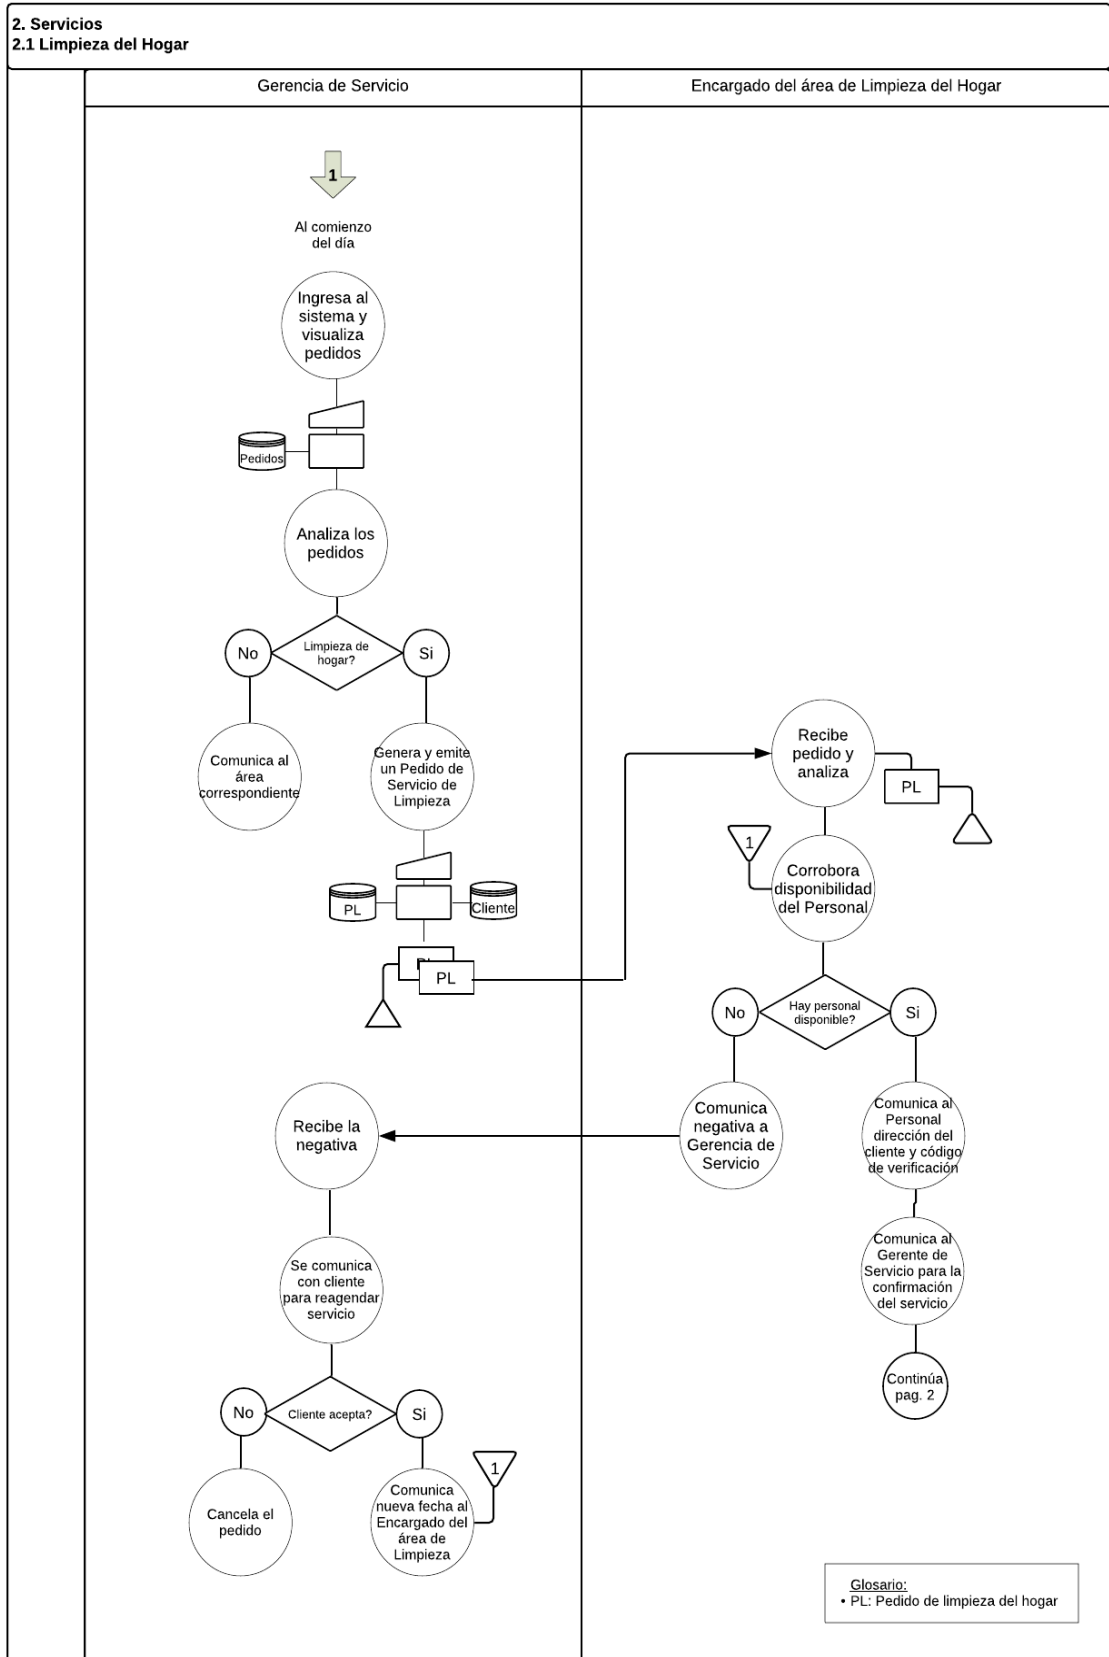 2. Servicios
2.1 Limpieza del Hogar
Gerencia de Servicio
Encargado del área de Limpieza del Hogar
1
Al comienzo
del día
Ingresa al
sistema y
visualiza
pedidos
Pedidos
Analiza los
pedidos
Limpieza de
hogar?
No
Si
Comunica al
área
correspondiente
Genera y emite
un Pedido de
Servicio de
Limpieza
PL
Cliente
PL
PL
Recibe
pedido y
analiza
PL
1
Corrobora
disponibilidad
del Personal
Hay personal
disponible?
No
Si
Comunica
negativa a
Gerencia de
Servicio
Comunica al
Personal
dirección del
cliente y código
de verificación
Comunica al
Gerente de
Servicio para la
confirmación
del servicio
Continúa
pag. 2
Recibe la
negativa
Se comunica
con cliente
para reagendar
servicio
Cliente acepta?
No
Si
Cancela el
pedido
Comunica
nueva fecha al
Encargado del
área de
Limpieza
1
Glosario:
• PL: Pedido de limpieza del hogar